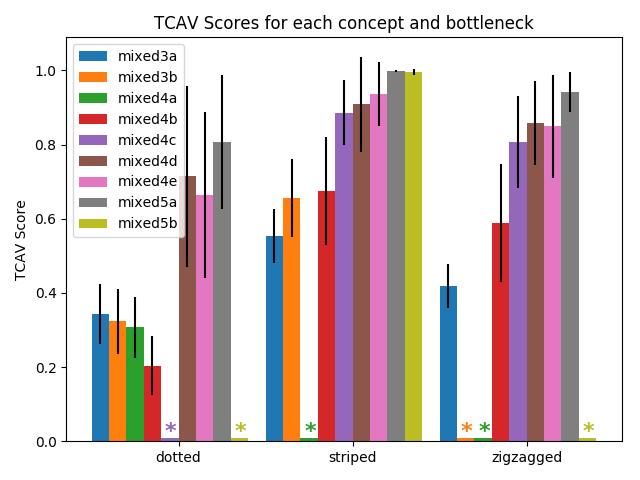 TCAV Scores for each concept and bottleneck
mixed3a
mixed3b
mixed4a
mixed4b
mixed4c
mixed4d
mixed4e
mixed5a
mixed5b
TCAV Score
1.0
0.8
0.6
0.4
0.2
0.0
* * * * * *
dotted striped zigzagged